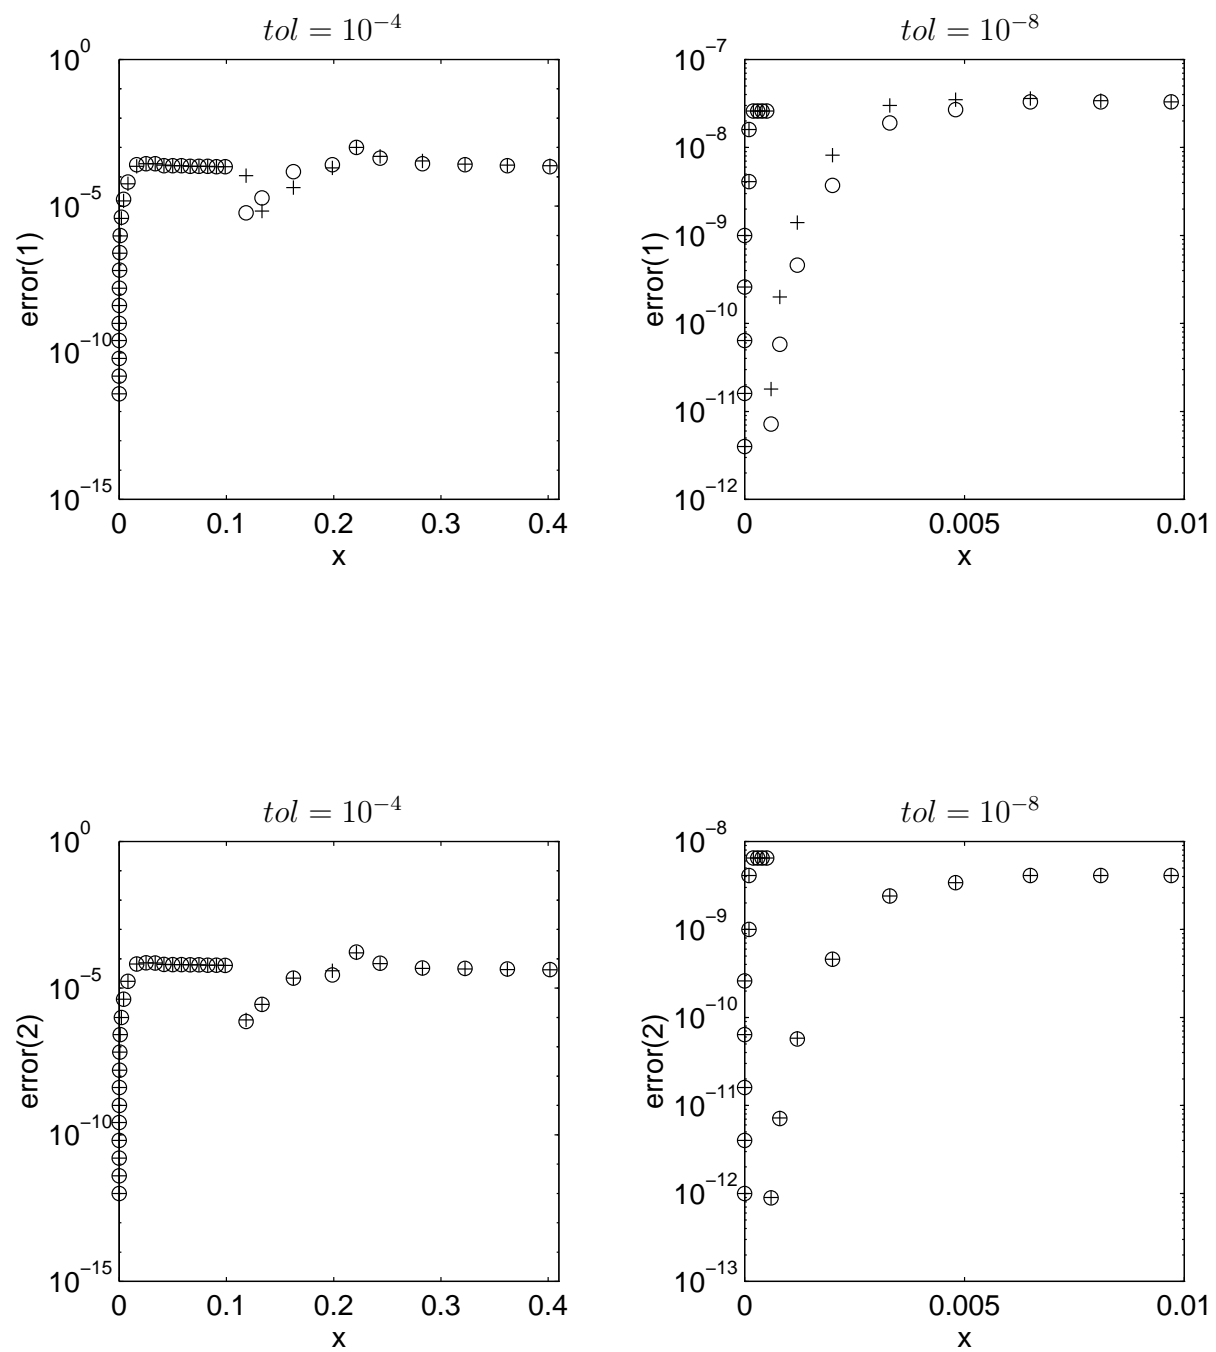 tol = 10^{-4}
10^0
10^{-5}
10^{-10}
10^{-15}
error(1)
0 0.1 0.2 0.3 0.4
x
tol = 10^{-8}
10^{-7}
10^{-8}
10^{-9}
10^{-10}
10^{-11}
10^{-12}
error(1)
0 0.005 0.01
x
tol = 10^{-4}
10^0
10^{-5}
10^{-10}
10^{-15}
error(2)
0 0.1 0.2 0.3 0.4
x
tol = 10^{-8}
10^{-8}
10^{-9}
10^{-10}
10^{-11}
10^{-12}
10^{-13}
error(2)
0 0.005 0.01
x